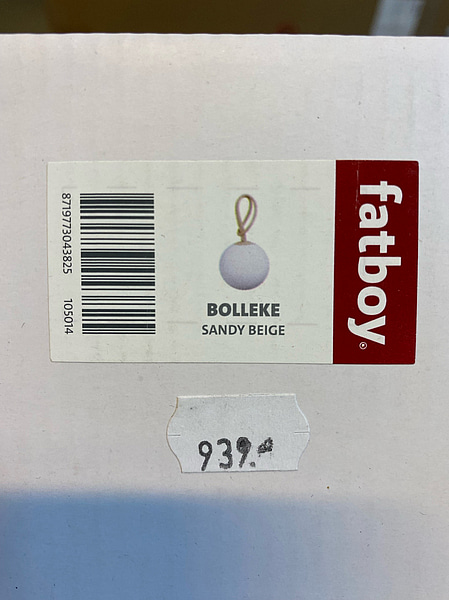 8719773043825 105014
BOLLEKE
SANDY BEIGE
fatboy®
939.-